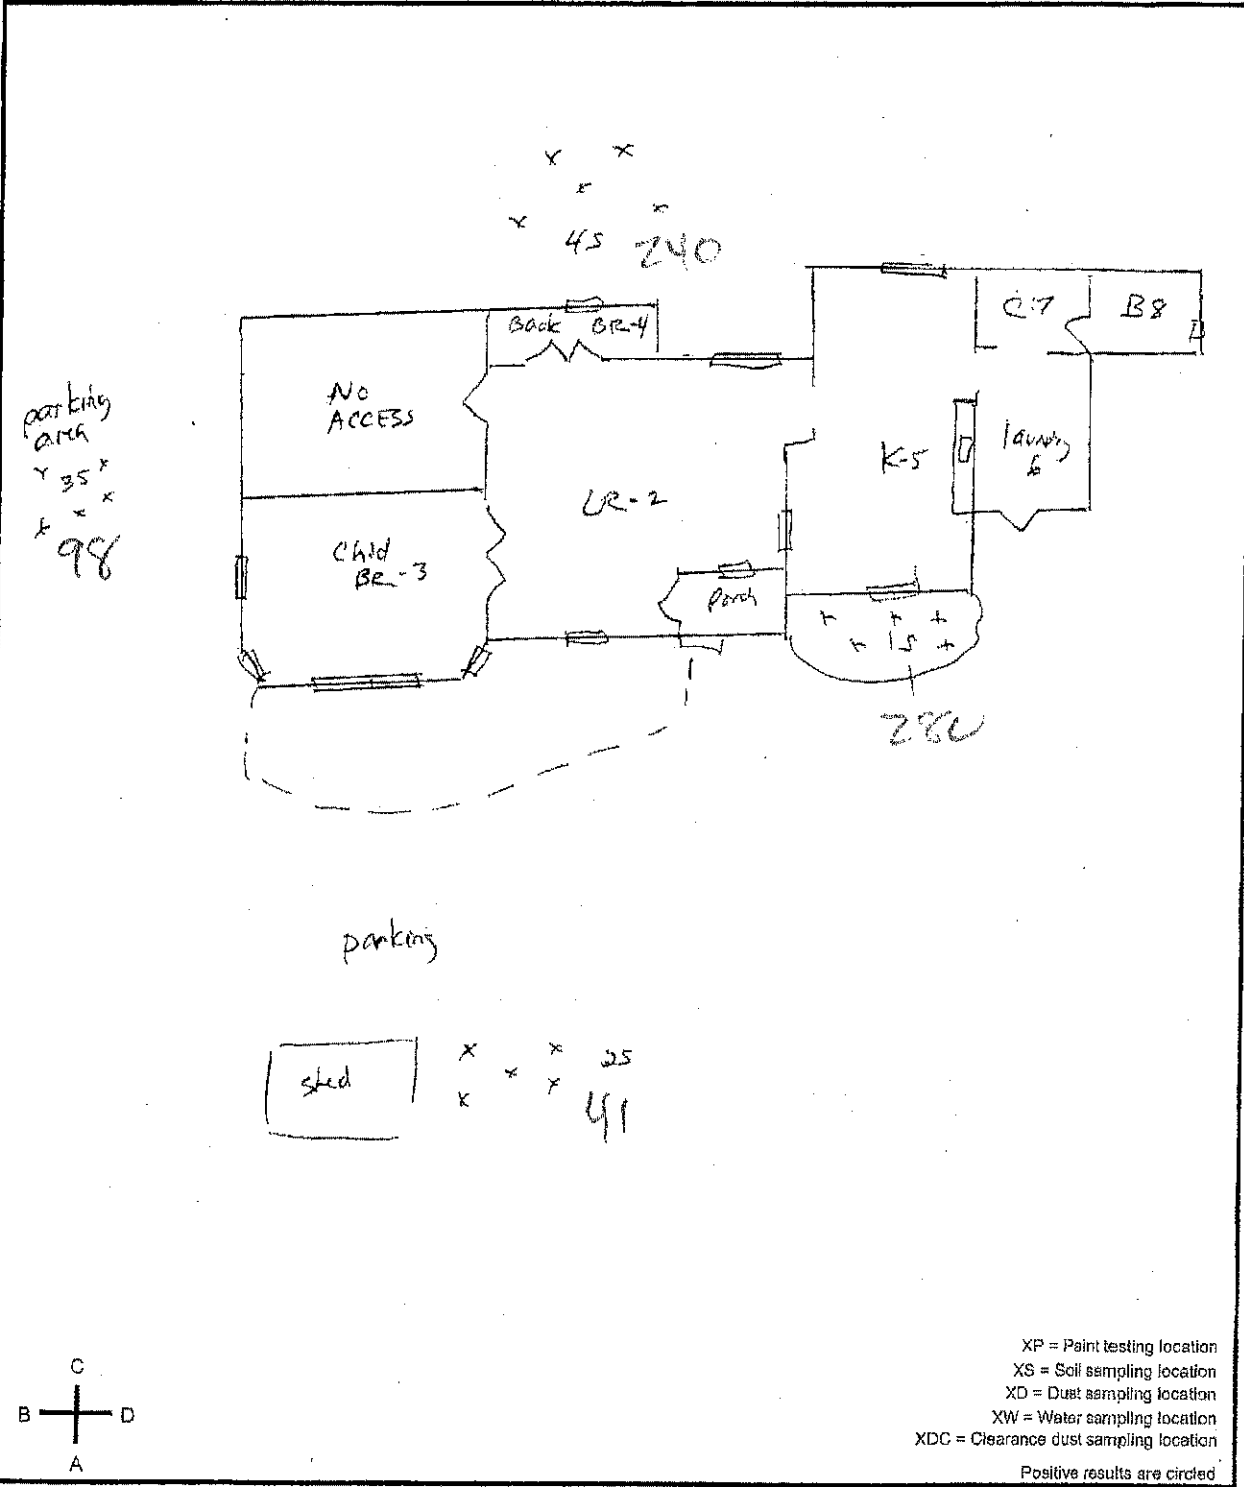 4S 240
Back BR-4
C-7
B8
NO
ACCESS
parking
area
3S
98
K-5
laundry
6
LR-2
Child
BR-3
Porch
1S
280
parking
shed
2S
41
C
B
D
A
XP = Paint testing location
XS = Soil sampling location
XD = Dust sampling location
XW = Water sampling location
XDC = Clearance dust sampling location
Positive results are circled